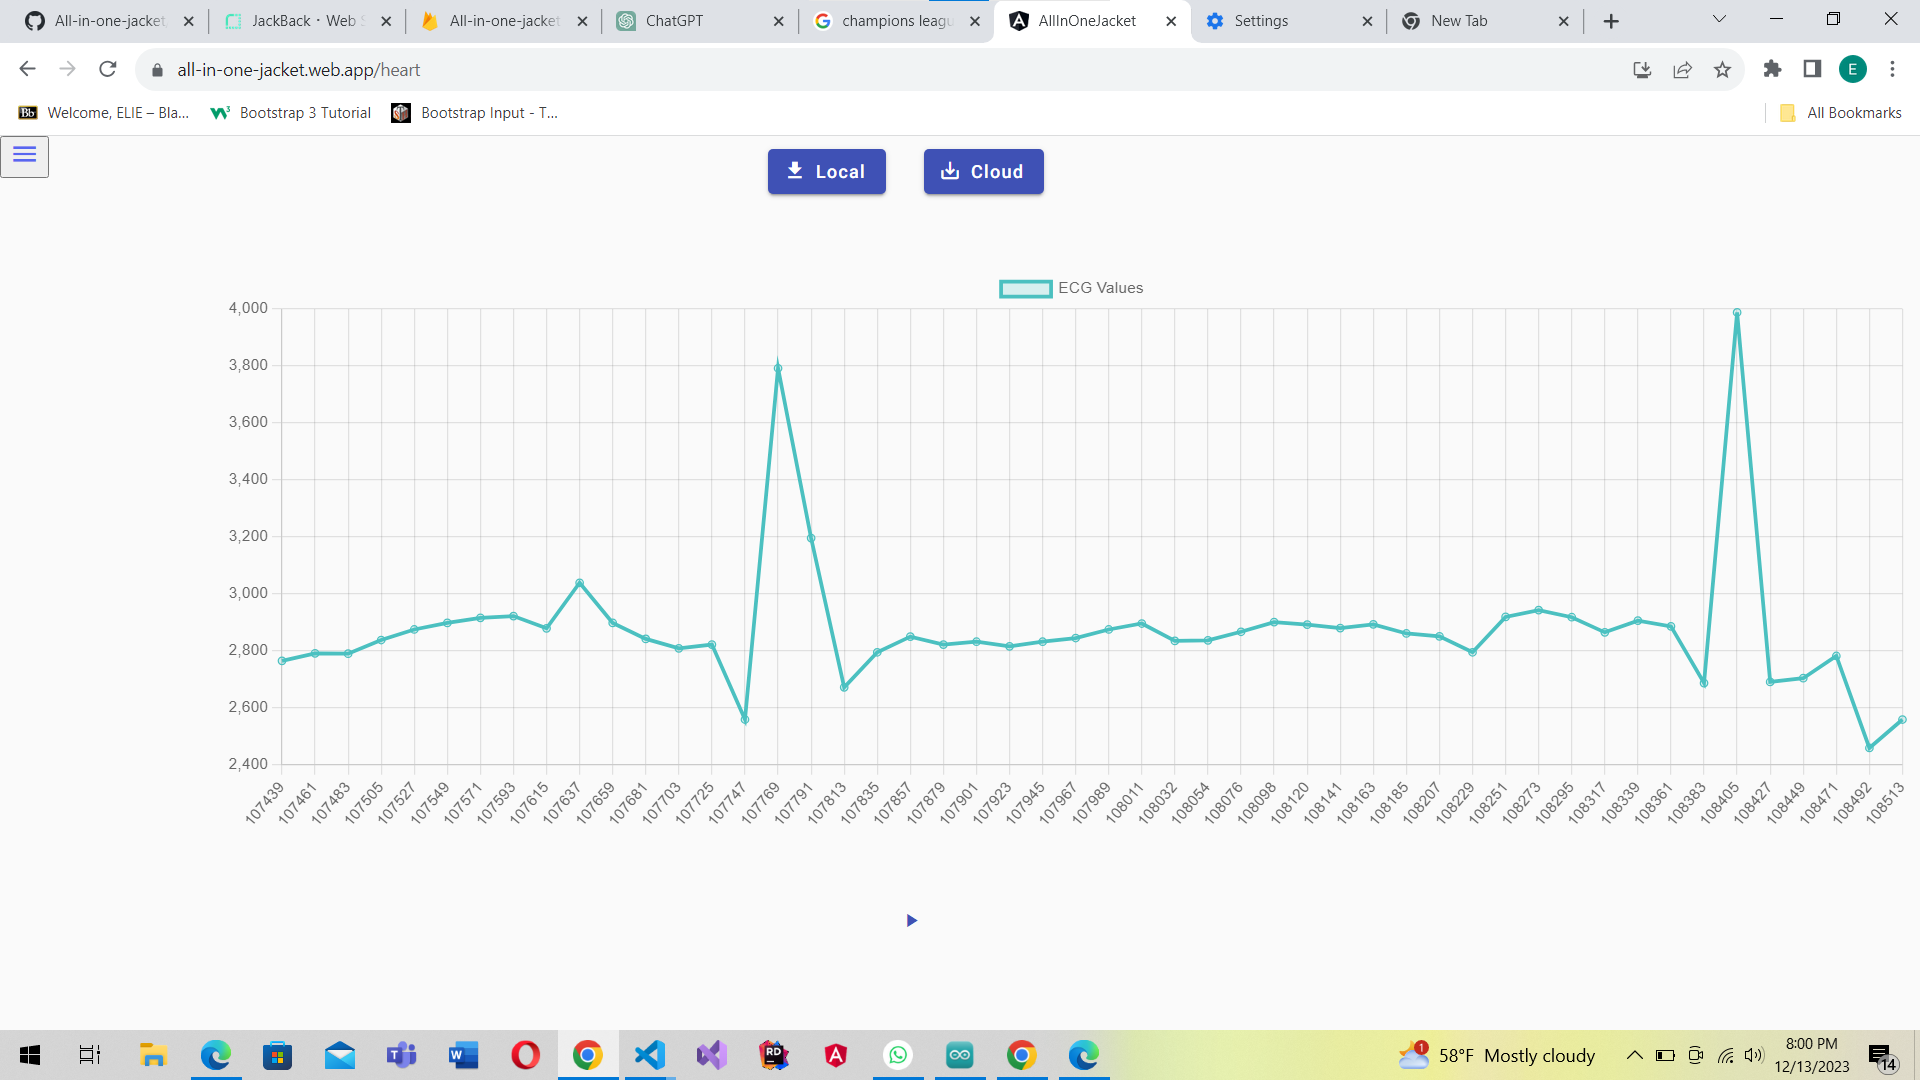 All-in-one-jacket
JackBack · Web S
All-in-one-jacket
ChatGPT
champions leagu
AllInOneJacket
Settings
New Tab
all-in-one-jacket.web.app/heart
E
Bb Welcome, ELIE – Bla...
Bootstrap 3 Tutorial
Bootstrap Input - T...
All Bookmarks
Local
Cloud
ECG Values
4,000
3,800
3,600
3,400
3,200
3,000
2,800
2,600
2,400
107439 107461 107483 107505 107527 107549 107571 107593 107615 107637 107659 107681 107703 107725 107747 107769 107791 107813 107835 107857 107879 107901 107923 107945 107967 107989 108011 108032 108054 108076 108098 108120 108141 108163 108185 108207 108229 108251 108273 108295 108317 108339 108361 108383 108405 108427 108449 108471 108492 108513
RD
1
58°F Mostly cloudy
8:00 PM
12/13/2023
14